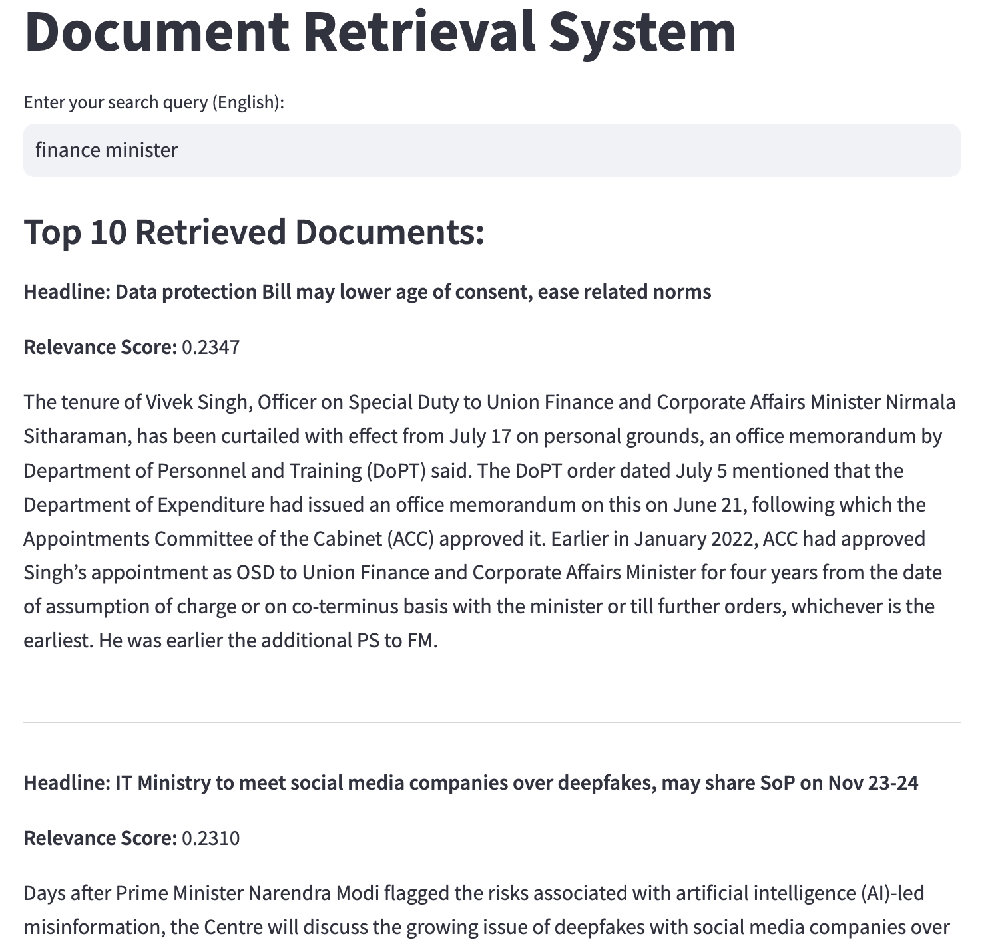 Document Retrieval System
Enter your search query (English):
finance minister
Top 10 Retrieved Documents:
Headline: Data protection Bill may lower age of consent, ease related norms
Relevance Score: 0.2347
The tenure of Vivek Singh, Officer on Special Duty to Union Finance and Corporate Affairs Minister Nirmala
Sitharaman, has been curtailed with effect from July 17 on personal grounds, an office memorandum by
Department of Personnel and Training (DoPT) said. The DoPT order dated July 5 mentioned that the
Department of Expenditure had issued an office memorandum on this on June 21, following which the
Appointments Committee of the Cabinet (ACC) approved it. Earlier in January 2022, ACC had approved
Singh’s appointment as OSD to Union Finance and Corporate Affairs Minister for four years from the date
of assumption of charge or on co-terminus basis with the minister or till further orders, whichever is the
earliest. He was earlier the additional PS to FM.
Headline: IT Ministry to meet social media companies over deepfakes, may share SoP on Nov 23-24
Relevance Score: 0.2310
Days after Prime Minister Narendra Modi flagged the risks associated with artificial intelligence (AI)-led
misinformation, the Centre will discuss the growing issue of deepfakes with social media companies over